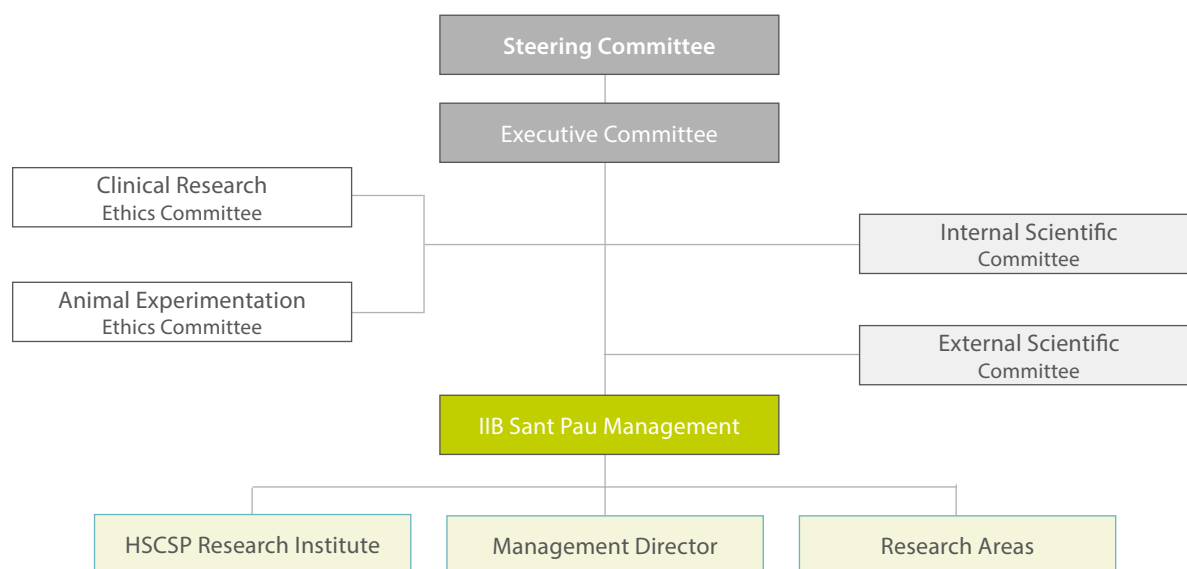 Steering Committee
Executive Committee
Clinical Research
Ethics Committee
Internal Scientific
Committee
Animal Experimentation
Ethics Committee
External Scientific
Committee
IIB Sant Pau Management
HSCSP Research Institute
Management Director
Research Areas